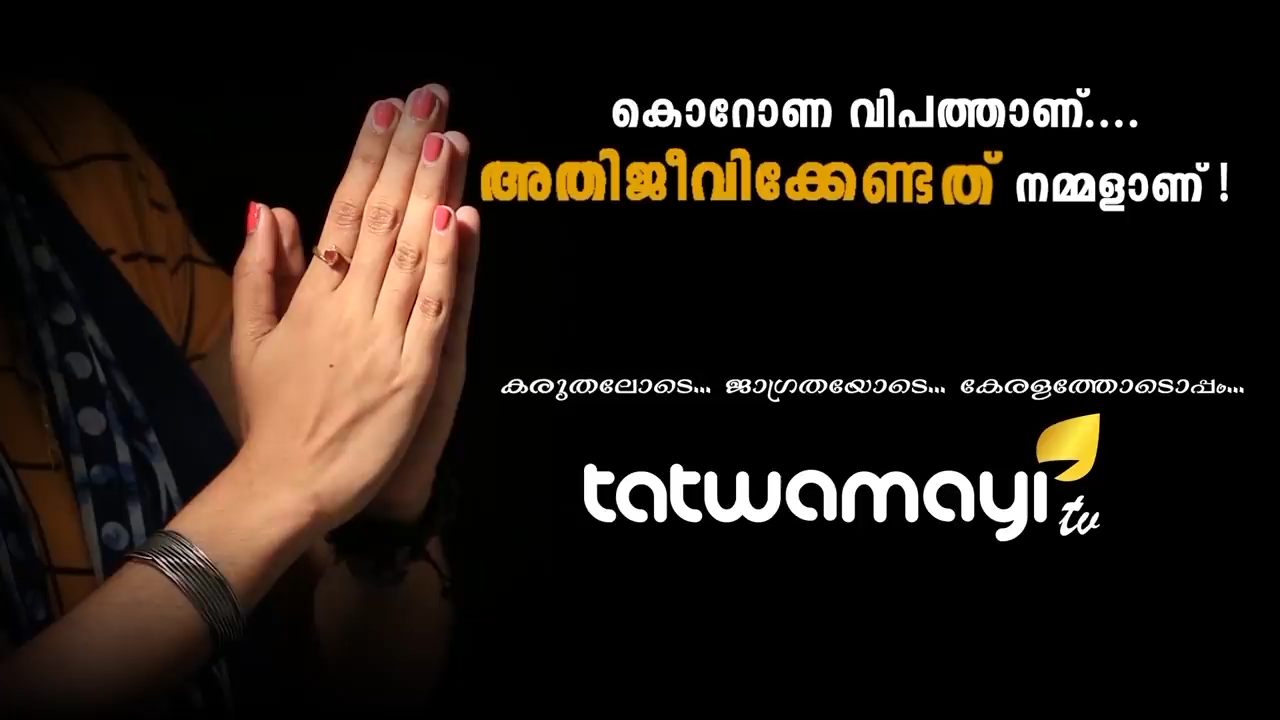 കൊറോണ വിപത്താണ്....
അതിജീവിക്കേണ്ടത് നമ്മളാണ് !
കരുതലോടെ... ജാഗ്രതയോടെ... കേരളത്തോടൊപ്പം...
tatwamayi
tv